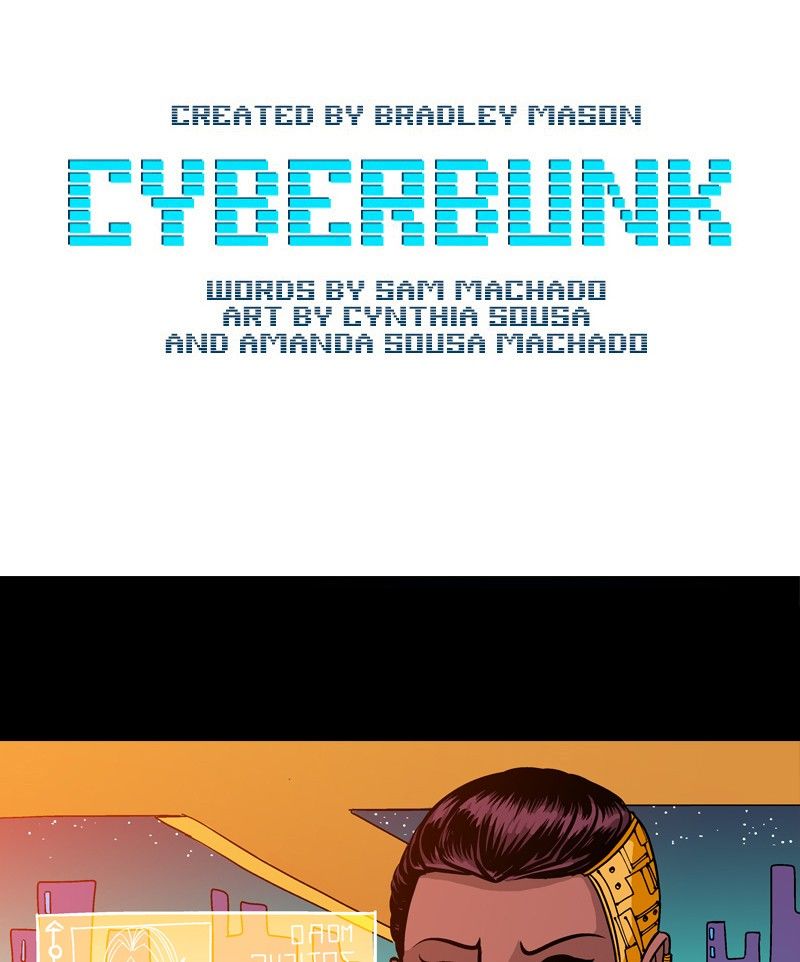 CREATED BY BRADLEY MASON
CYBERBUNK
WORDS BY SAM MACHADO
ART BY CYNTHIA SOUSA
AND AMANDA SOUSA MACHADO